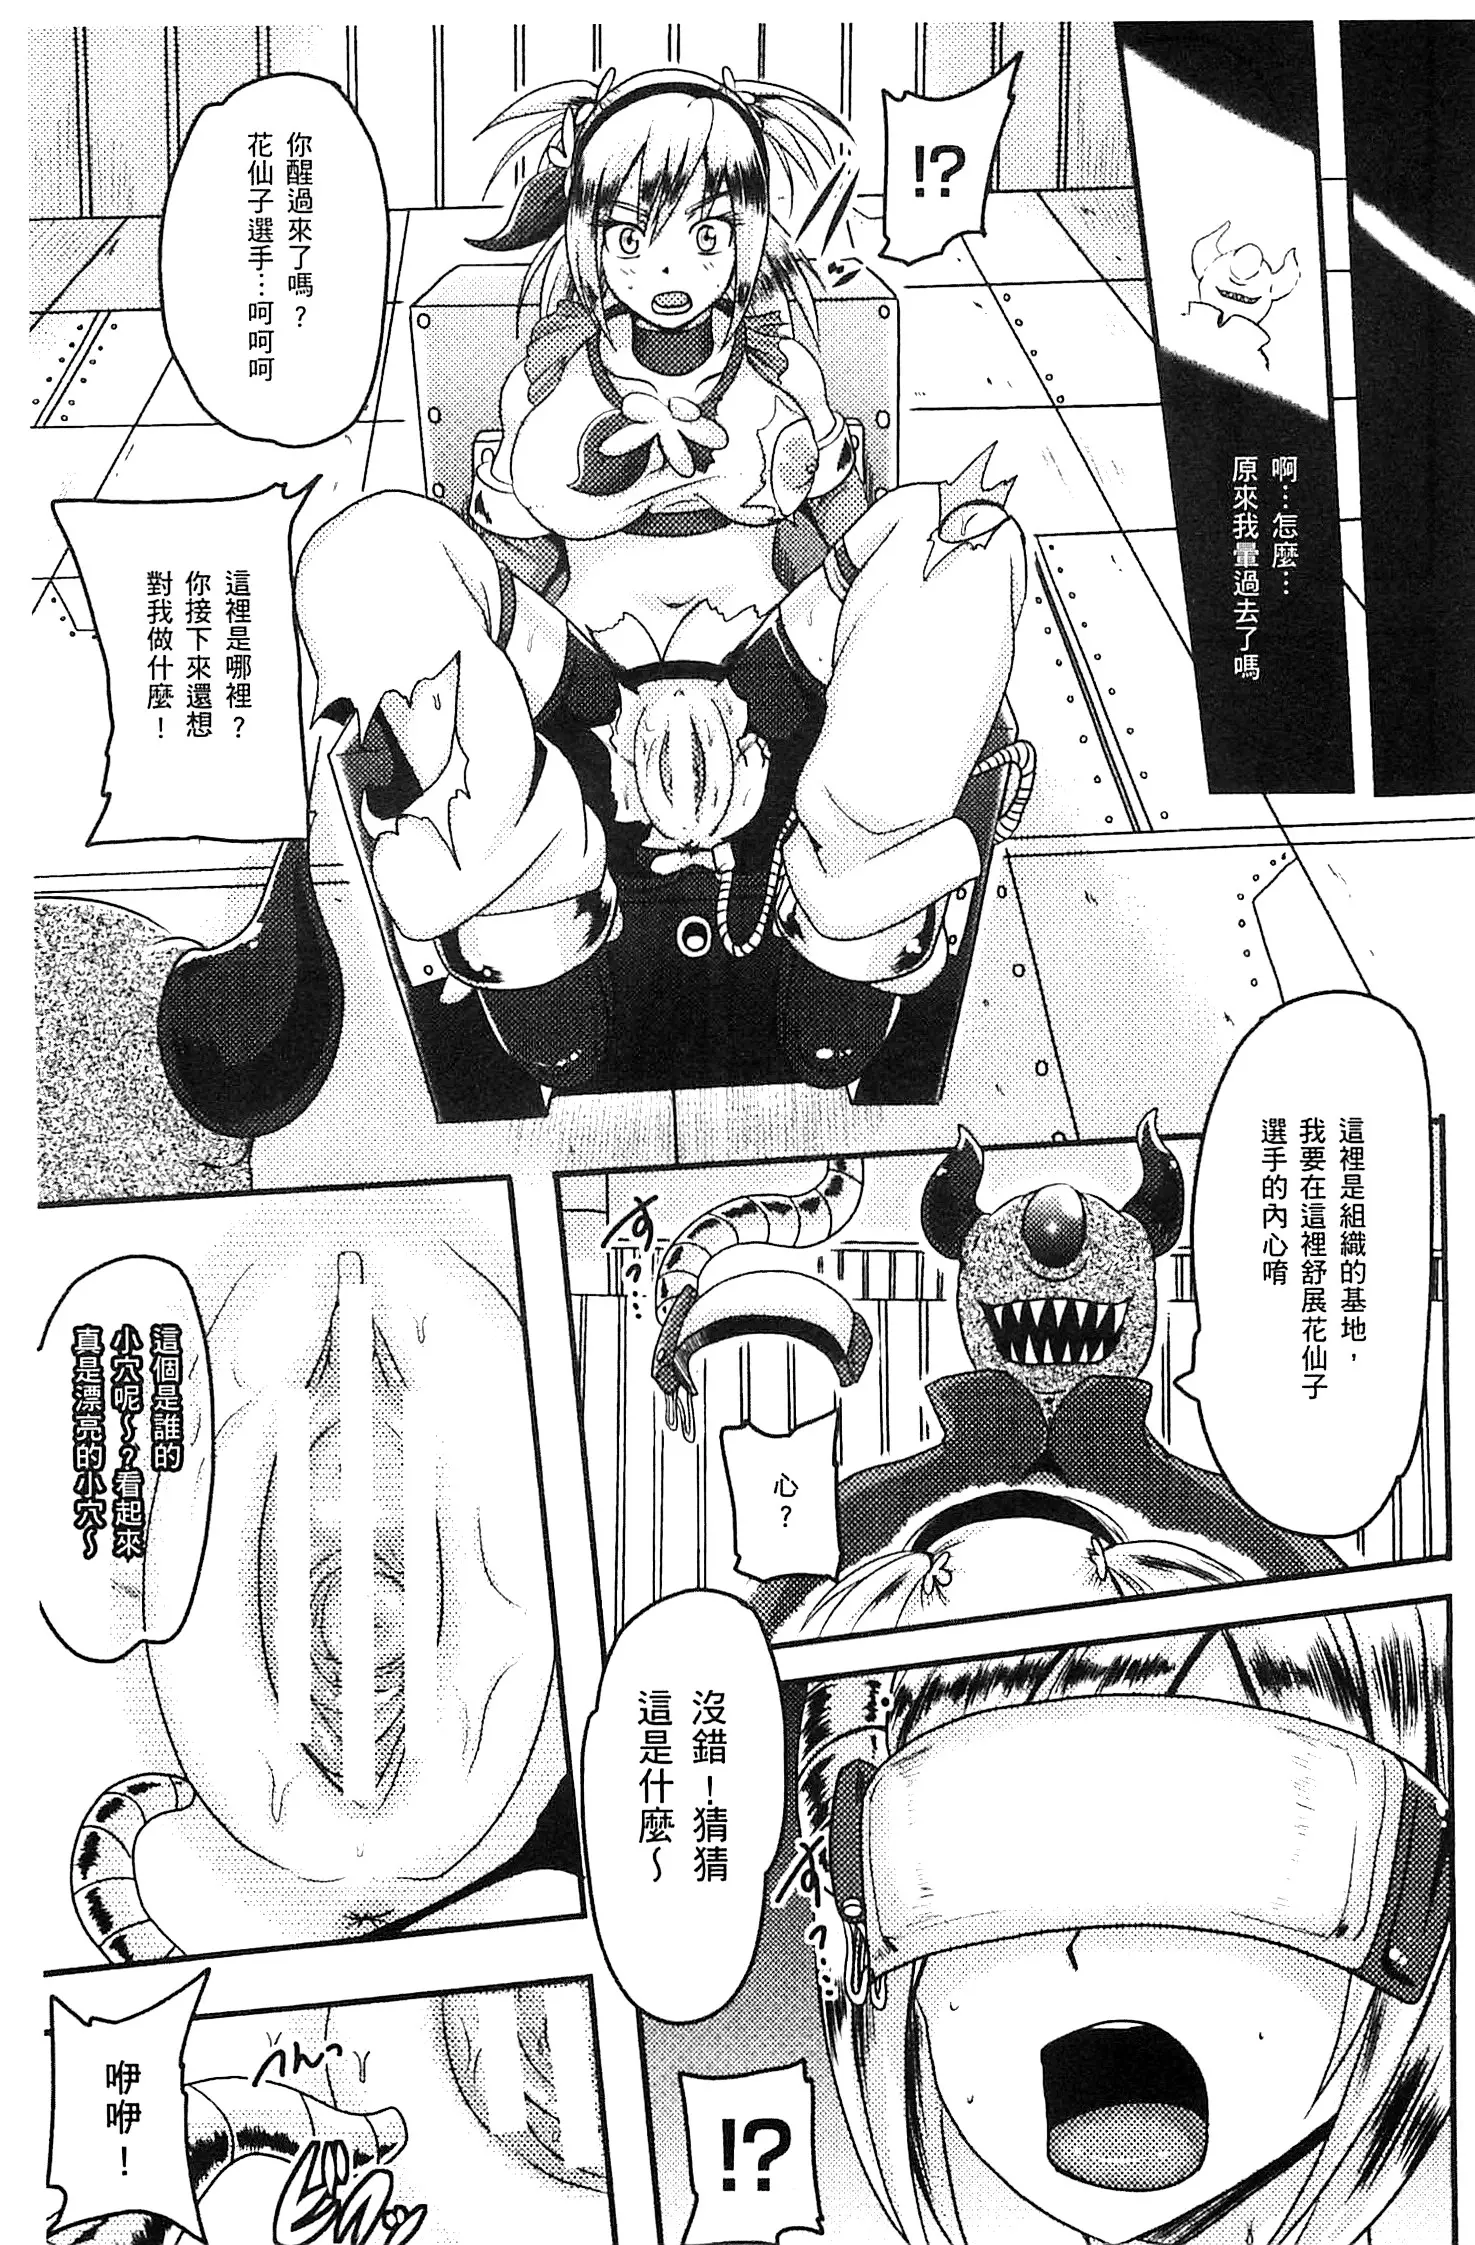 啊…怎麼…
原來我暈過去了嗎
!?
你醒過來了嗎？
花仙子選手…呵呵呵
這裡是哪裡？
你接下來還想
對我做什麼！
這裡是組織的基地，
我要在這裡舒展花仙子
選手的內心唷
心？
沒錯！猜猜
這是什麼～
這個是誰的
小穴呢～？看起來
真是漂亮的小穴～
!?
咿咿！